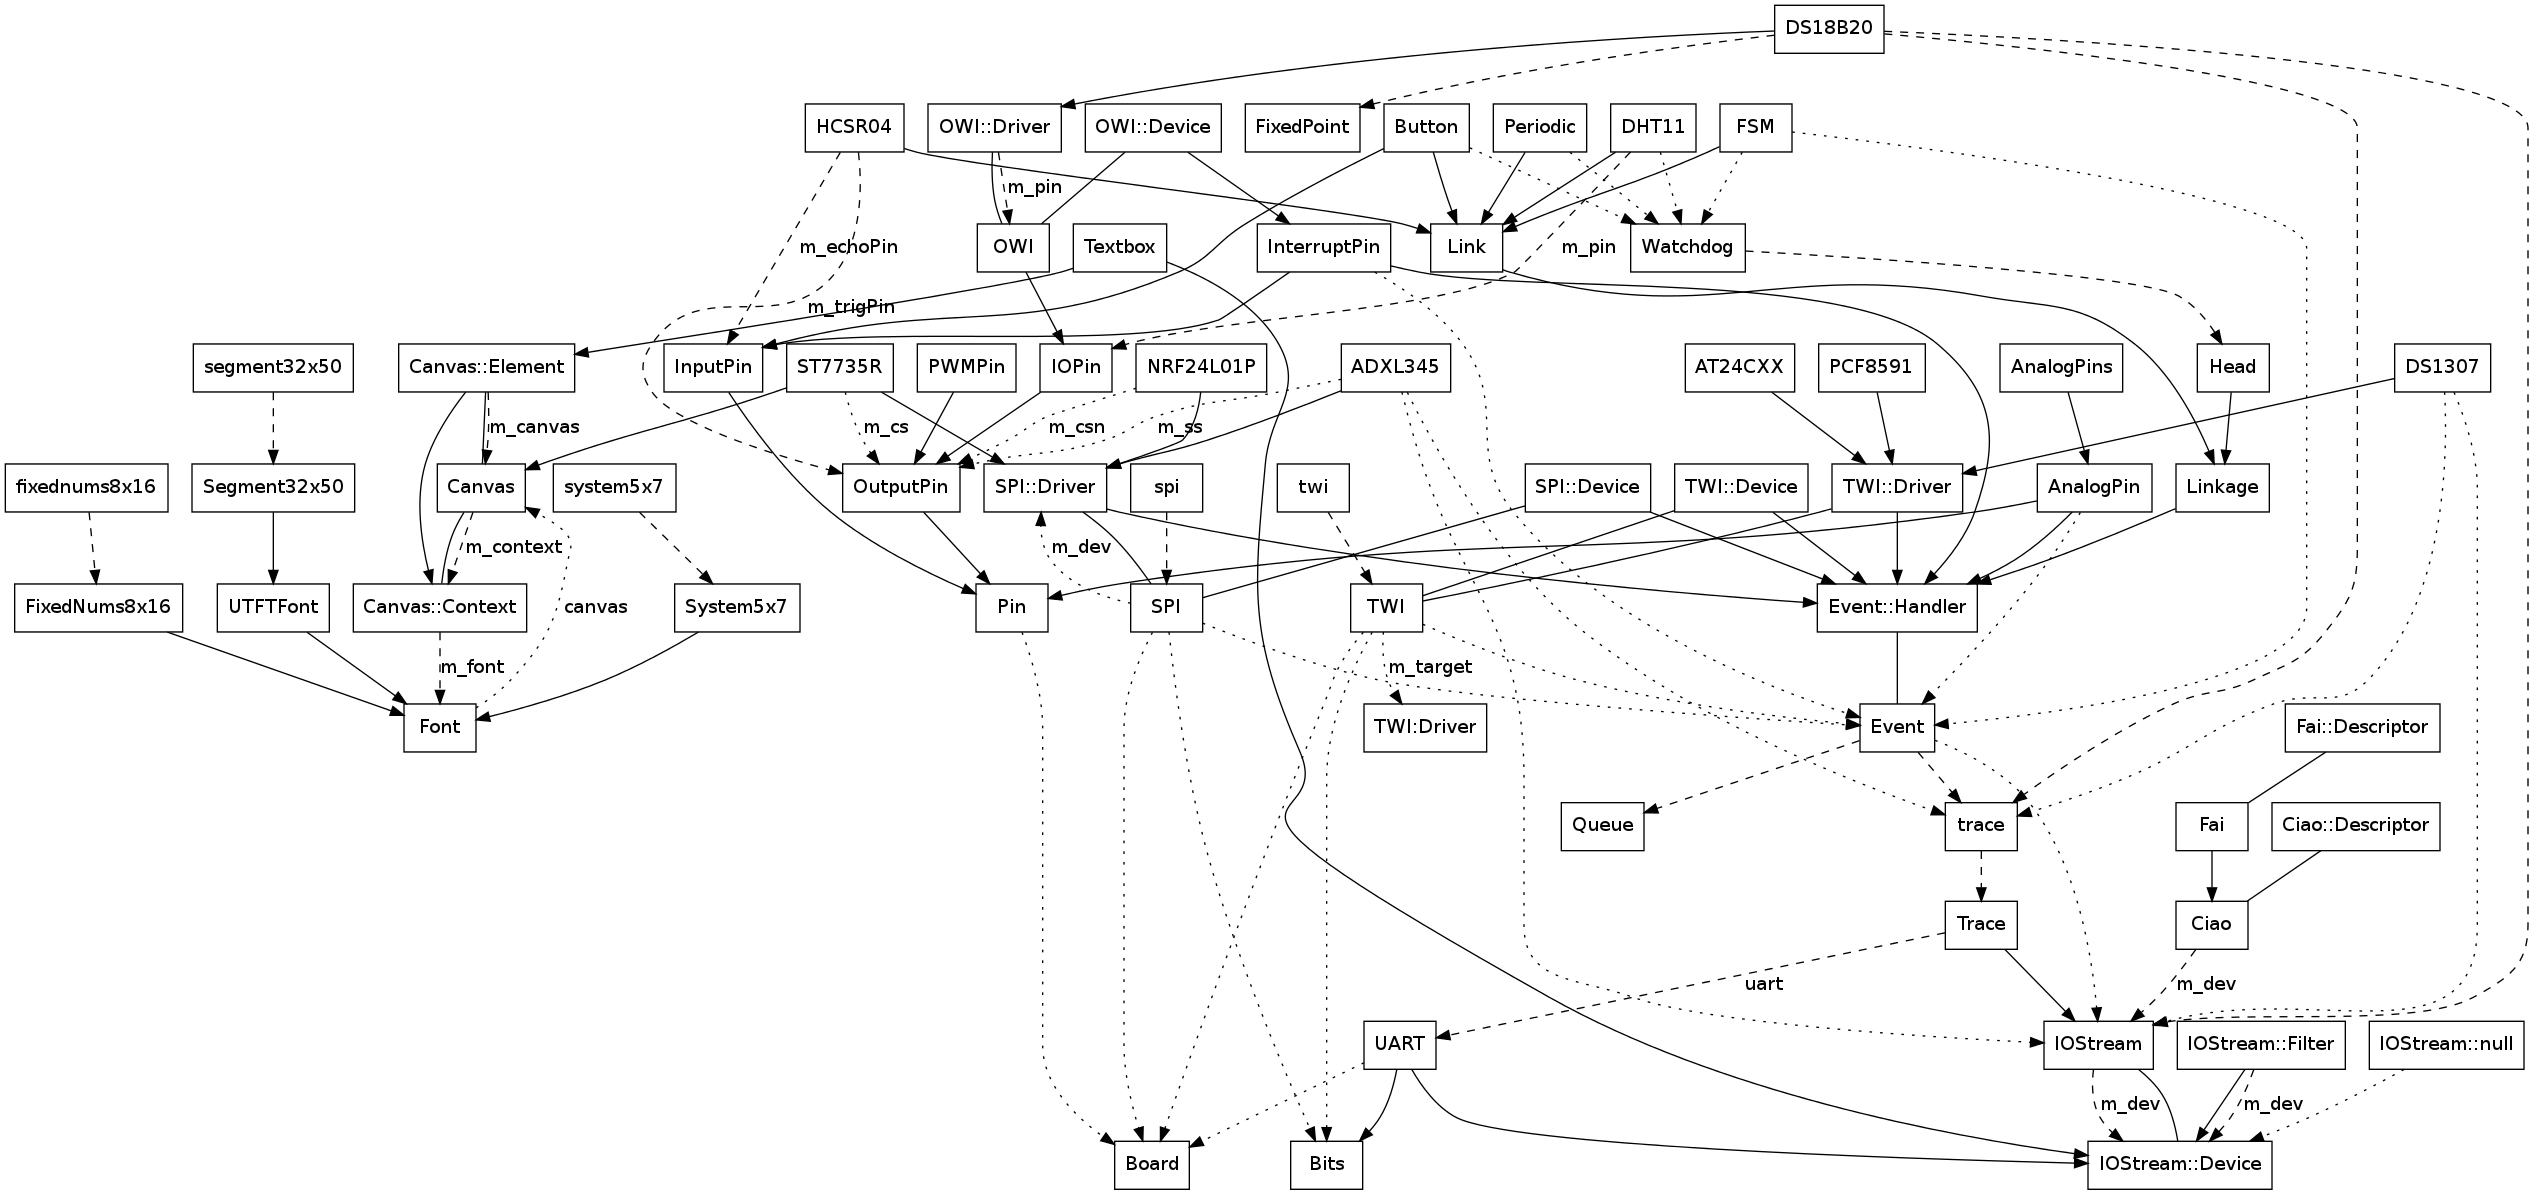 DS18B20
HCSR04
OWI::Driver
OWI::Device
FixedPoint
Button
Periodic
DHT11
FSM
m_pin
m_echoPin
OWI
Textbox
InterruptPin
Link
m_pin
Watchdog
m_trigPin
segment32x50
Canvas::Element
InputPin
ST7735R
PWMPin
IOPin
NRF24L01P
ADXL345
AT24CXX
PCF8591
AnalogPins
Head
DS1307
m_canvas
m_cs
m_csn
m_ss
fixednums8x16
Segment32x50
Canvas
system5x7
OutputPin
SPI::Driver
spi
twi
SPI::Device
TWI::Device
TWI::Driver
AnalogPin
Linkage
m_context
m_dev
FixedNums8x16
UTFTFont
Canvas::Context
canvas
System5x7
Pin
SPI
TWI
Event::Handler
m_font
m_target
Font
TWI:Driver
Event
Fai::Descriptor
Queue
trace
Fai
Ciao::Descriptor
Trace
Ciao
uart
m_dev
UART
IOStream
IOStream::Filter
IOStream::null
m_dev
m_dev
Board
Bits
IOStream::Device